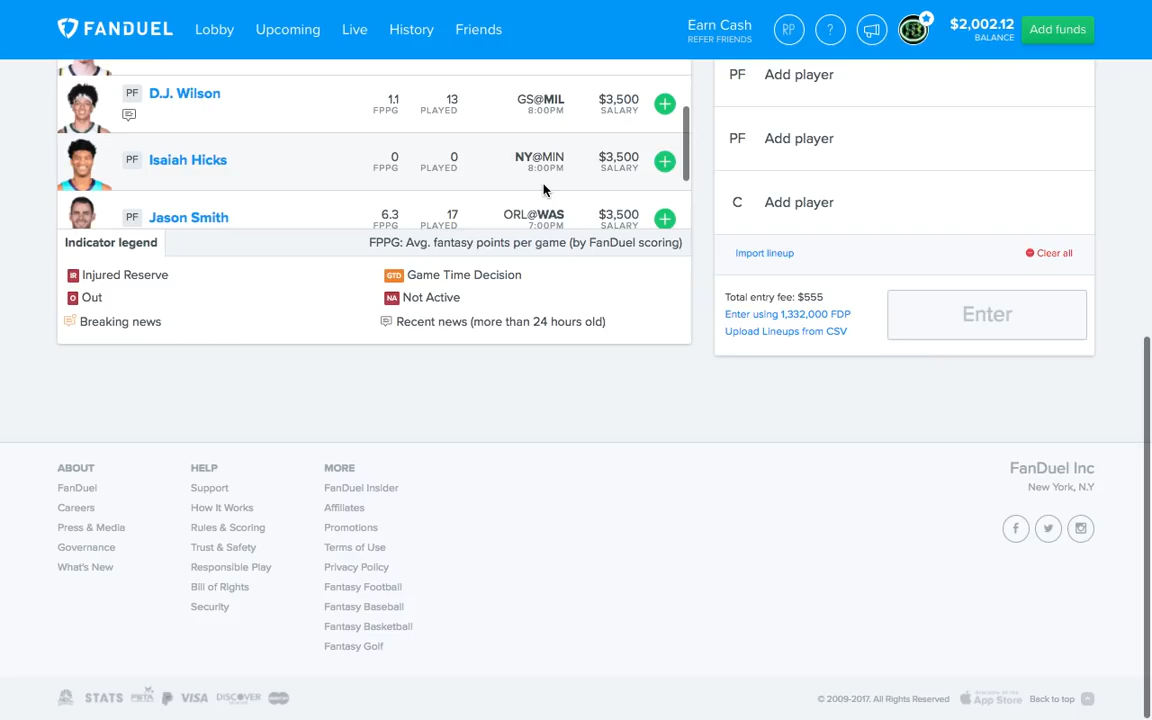 FANDUEL Lobby Upcoming Live History Friends Earn Cash REFER FRIENDS RP ? $2,002.12 BALANCE Add funds
PF D.J. Wilson 1.1 FPPG 13 PLAYED GS@MIL 8:00PM $3,500 SALARY
PF Isaiah Hicks 0 FPPG 0 PLAYED NY@MIN 8:00PM $3,500 SALARY
PF Jason Smith 6.3 FPPG 17 PLAYED ORL@WAS 7:00PM $3,500 SALARY
Indicator legend FPPG: Avg. fantasy points per game (by FanDuel scoring)
IR Injured Reserve GTD Game Time Decision
O Out NA Not Active
Breaking news Recent news (more than 24 hours old)
PF Add player
PF Add player
C Add player
Import lineup Clear all
Total entry fee: $555
Enter using 1,332,000 FDP
Upload Lineups from CSV
Enter
ABOUT
FanDuel
Careers
Press & Media
Governance
What's New
HELP
Support
How It Works
Rules & Scoring
Trust & Safety
Responsible Play
Bill of Rights
Security
MORE
FanDuel Insider
Affiliates
Promotions
Terms of Use
Privacy Policy
Fantasy Football
Fantasy Baseball
Fantasy Basketball
Fantasy Golf
FanDuel Inc
New York, N.Y
STATS VISA DISCOVER © 2009-2017. All Rights Reserved App Store Back to top